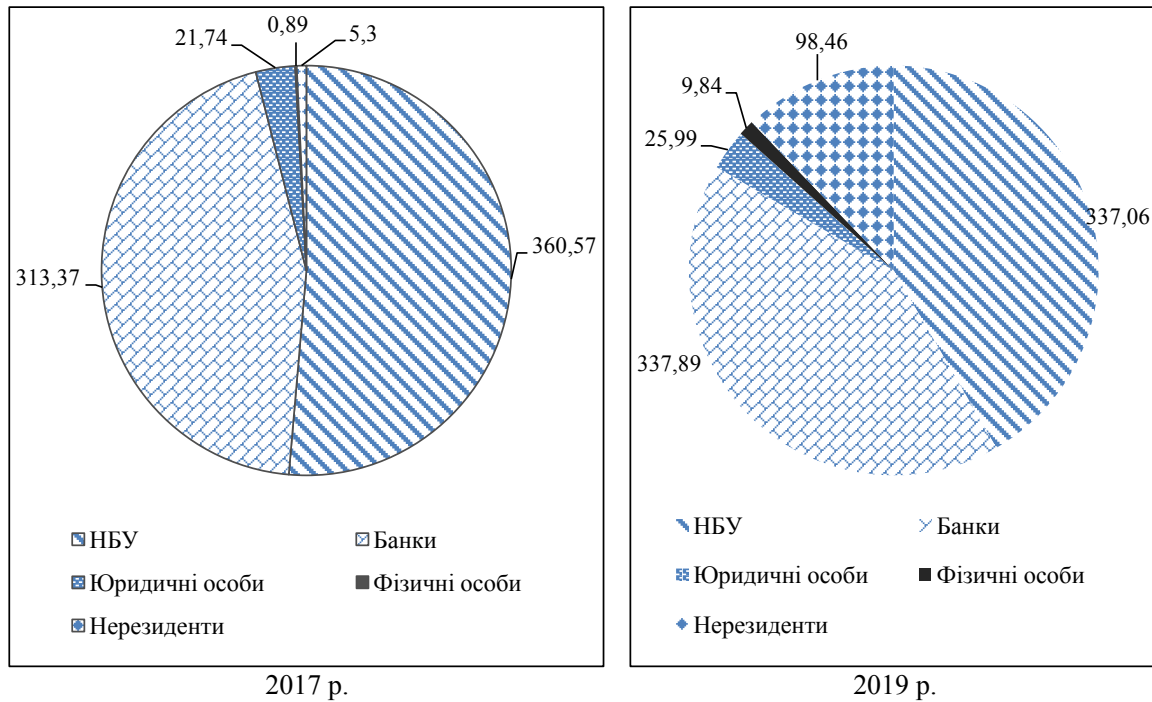 0,89
21,74
5,3
360,57
313,37
НБУ
Банки
Юридичні особи
Фізичні особи
Нерезиденти
2017 р.
98,46
9,84
25,99
337,06
337,89
НБУ
Банки
Юридичні особи
Фізичні особи
Нерезиденти
2019 р.